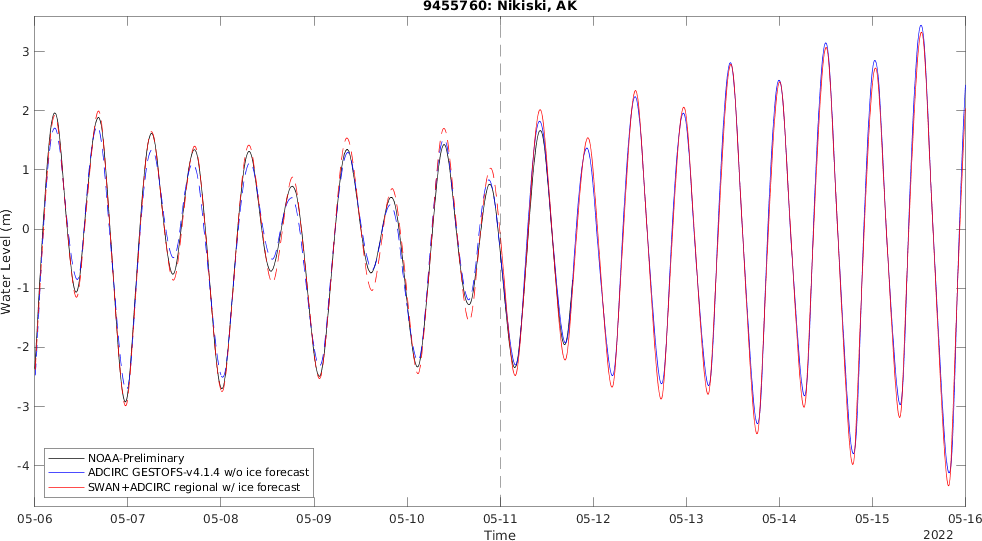 9455760: Nikiski, AK
Water Level (m)
3
2
1
0
-1
-2
-3
-4
NOAA-Preliminary
ADCIRC GESTOFS-v4.1.4 w/o ice forecast
SWAN+ADCIRC regional w/ ice forecast
05-06 05-07 05-08 05-09 05-10 05-11 05-12 05-13 05-14 05-15 05-16
Time
2022